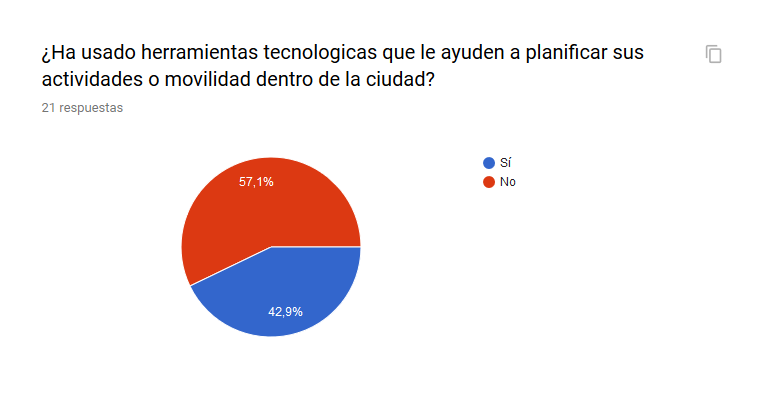 ¿Ha usado herramientas tecnologicas que le ayuden a planificar sus
actividades o movilidad dentro de la ciudad?
21 respuestas
57,1%
42,9%
Sí
No